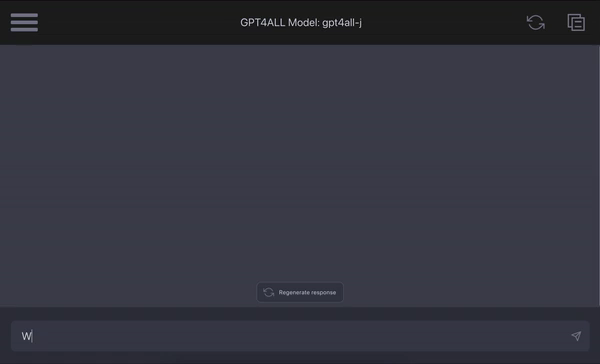 GPT4ALL Model: gpt4all-j
Regenerate response
W